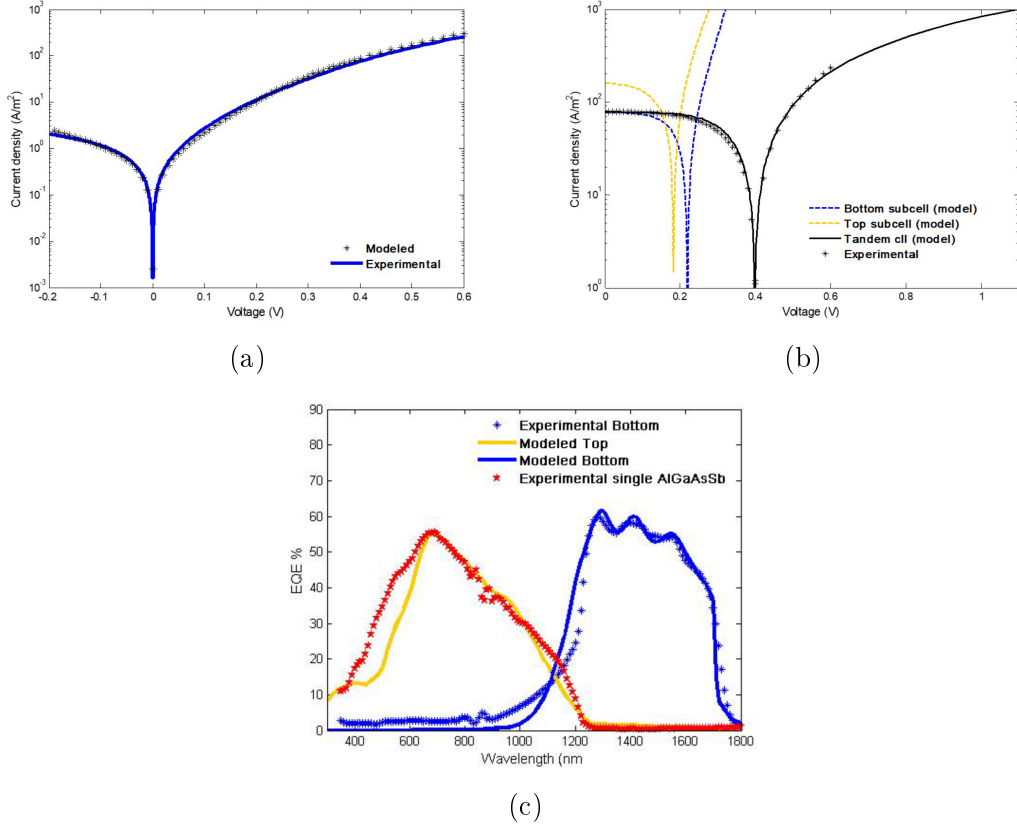 Current density (A/m²)
10³
10²
10¹
10⁰
10⁻¹
10⁻²
10⁻³
Modeled
Experimental
-0.2 -0.1 0 0.1 0.2 0.3 0.4 0.5 0.6
Voltage (V)
(a)
Current density (A/m²)
10³
10²
10¹
10⁰
Bottom subcell (model)
Top subcell (model)
Tandem cll (model)
Experimental
0 0.2 0.4 0.6 0.8 1
Voltage (V)
(b)
EQE %
90
80
70
60
50
40
30
20
10
0
Experimental Bottom
Modeled Top
Modeled Bottom
Experimental single AlGaAsSb
400 600 800 1000 1200 1400 1600 1800
Wavelength (nm
(c)